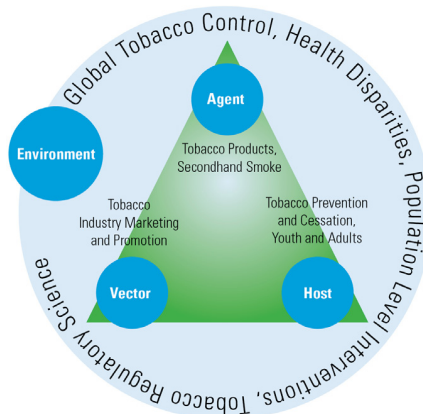 Global Tobacco Control, Health Disparities, Population Level Interventions, Tobacco Regulatory Science
Agent
Tobacco Products,
Secondhand Smoke
Environment
Tobacco
Industry Marketing
and Promotion
Vector
Tobacco Prevention
and Cessation,
Youth and Adults
Host